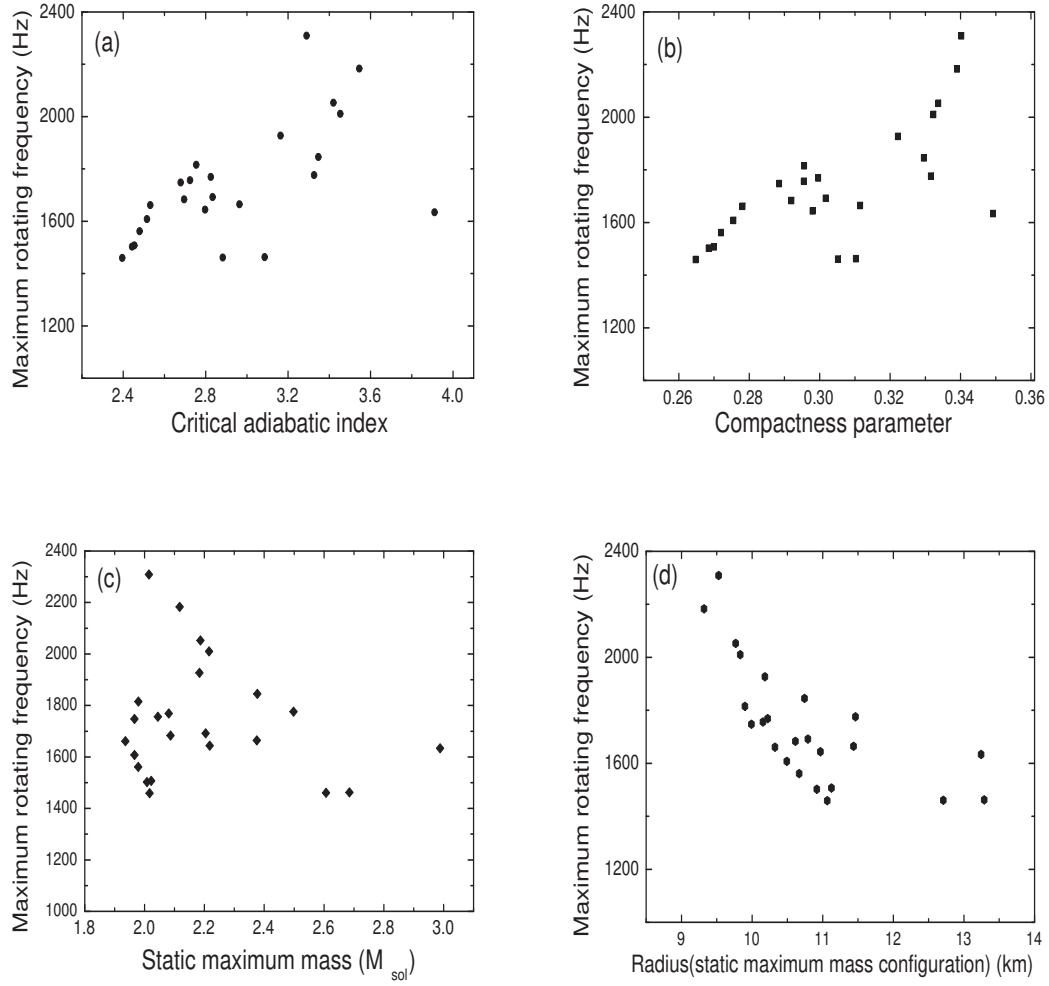 (a)
Maximum rotating frequency (Hz)
2400
2000
1600
1200
2.4 2.8 3.2 3.6 4.0
Critical adiabatic index
(b)
Maximum rotating frequency (Hz)
2400
2000
1600
1200
0.26 0.28 0.30 0.32 0.34 0.36
Compactness parameter
(c)
Maximum rotating frequency (Hz)
2400
2200
2000
1800
1600
1400
1200
1000
1.8 2.0 2.2 2.4 2.6 2.8 3.0
Static maximum mass (M sol)
(d)
Maximum rotating frequency (Hz)
2400
2000
1600
1200
9 10 11 12 13 14
Radius(static maximum mass configuration) (km)